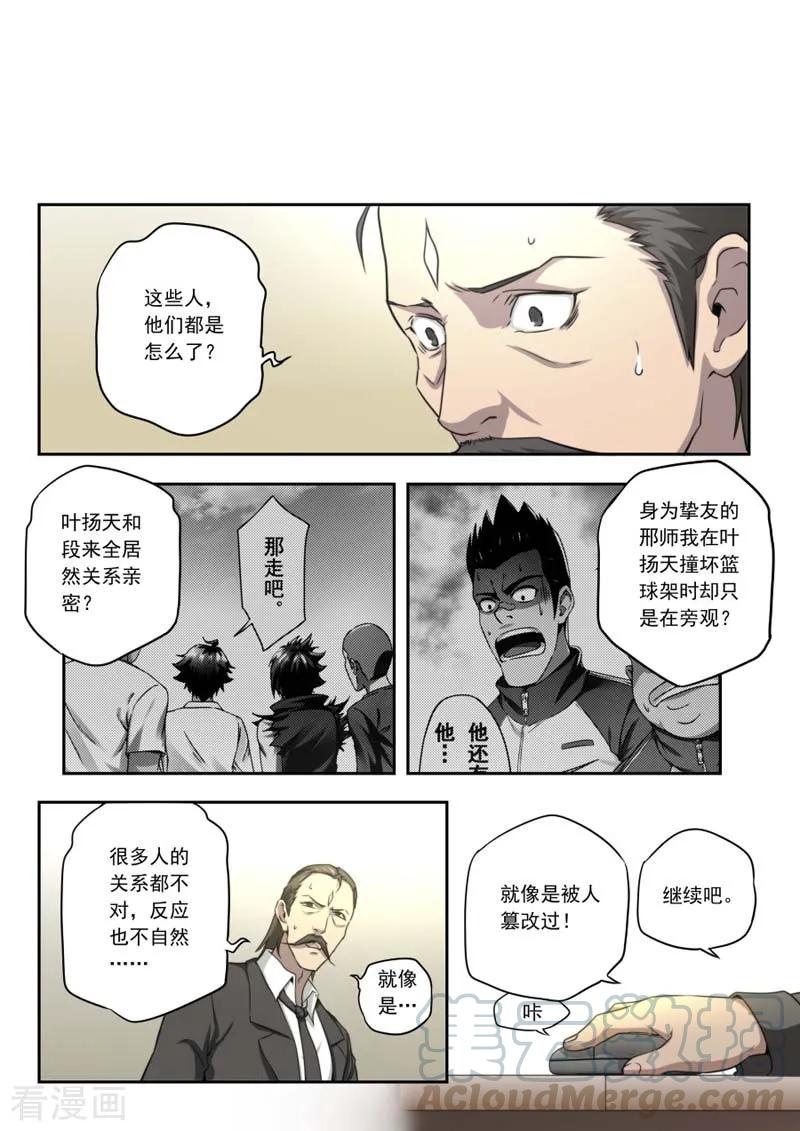 这些人，
他们都是
怎么了？
叶扬天和
段来全居
然关系亲
密？
那走吧。
身为挚友的
邢师我在叶
扬天撞坏篮
球架时却只
是在旁观？
他还有
他…
很多人的
关系都不
对，反应
也不自然
……
就像
是…
就像是被人
篡改过！
继续吧。
咔
集云数据
AcloudMerge.com
看漫画